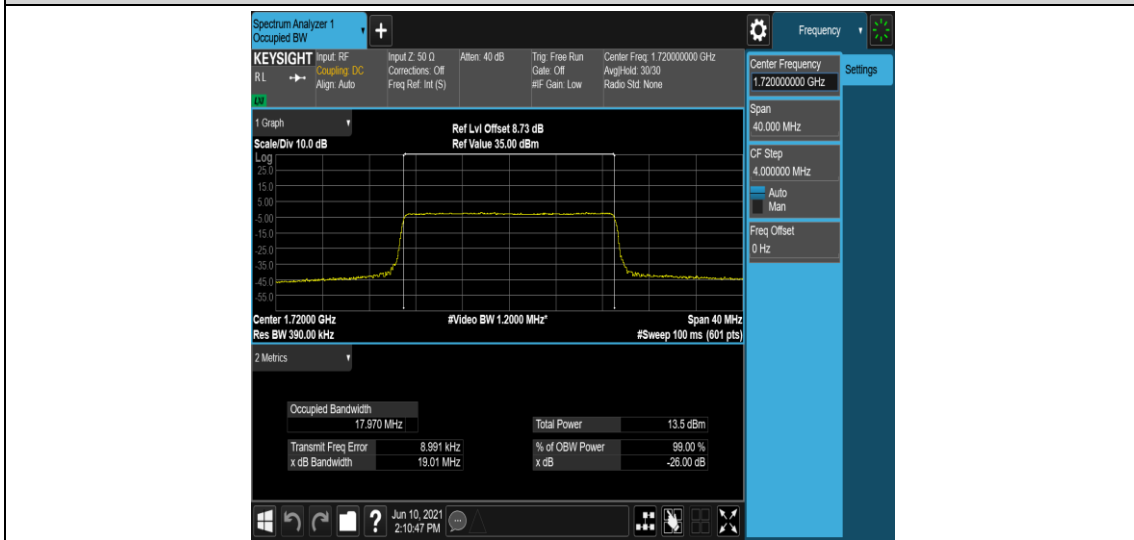 Spectrum Analyzer 1
Occupied BW
Frequency
KEYSIGHT
RL
Input: RF
Coupling: DC
Align: Auto
Input Z: 50 Ω
Corrections: Off
Freq Ref: Int (S)
Atten: 40 dB
Trig: Free Run
Gate: Off
#IF Gain: Low
Center Freq: 1.720000000 GHz
Avg|Hold: 30/30
Radio Std: None
Center Frequency
1.720000000 GHz
Settings
Span
40.000 MHz
CF Step
4.000000 MHz
Auto
Man
Freq Offset
0 Hz
1 Graph
Scale/Div 10.0 dB
Ref Lvl Offset 8.73 dB
Ref Value 35.00 dBm
Log
25.0
15.0
5.00
-5.00
-15.0
-25.0
-35.0
-45.0
-55.0
Center 1.72000 GHz
#Video BW 1.2000 MHz*
Span 40 MHz
Res BW 390.00 kHz
#Sweep 100 ms (601 pts)
2 Metrics
Occupied Bandwidth
17.970 MHz
Total Power 13.5 dBm
Transmit Freq Error 8.991 kHz
% of OBW Power 99.00 %
x dB Bandwidth 19.01 MHz
x dB -26.00 dB
?
Jun 10, 2021
2:10:47 PM